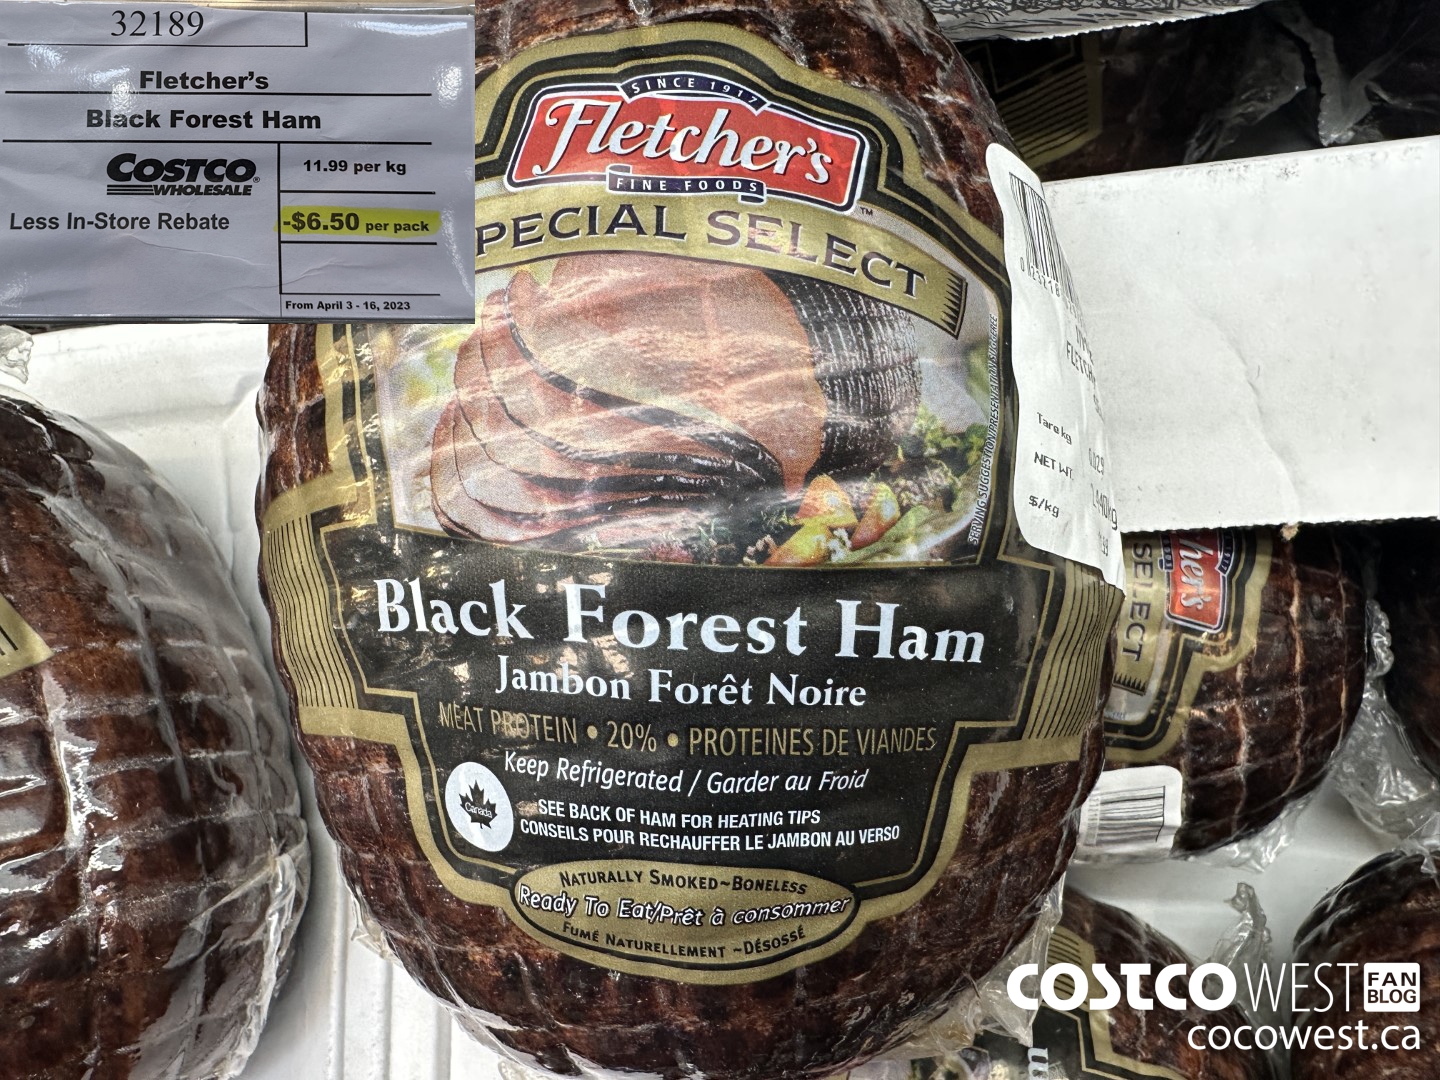 32189
Fletcher's
Black Forest Ham
COSTCO
WHOLESALE
11.99 per kg
Less In-Store Rebate
-$6.50 per pack
From April 3 - 16, 2023
SINCE 1917
Fletcher's
FINE FOODS
TM
SPECIAL SELECT
SERVING SUGGESTION/PRESENTATION SUGGÉRÉE
Black Forest Ham
Jambon Forêt Noire
MEAT PROTEIN • 20% • PROTEINES DE VIANDES
Keep Refrigerated / Garder au Froid
Canada
SEE BACK OF HAM FOR HEATING TIPS
CONSEILS POUR RECHAUFFER LE JAMBON AU VERSO
NATURALLY SMOKED~BONELESS
Ready To Eat/Prêt à consommer
FUMÉ NATURELLEMENT ~DÉSOSSÉ
Tare kg
NET WT.
$/kg
SELECT
her's
COSTCO WEST FAN BLOG
cocowest.ca